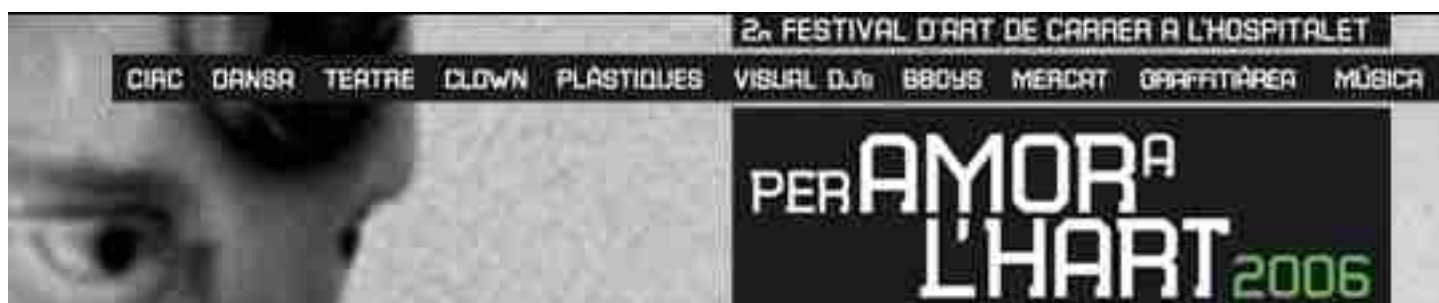 2n FESTIVAL D'ART DE CARRER A L'HOSPITALET
CIRC DANSA TEATRE CLOWN PLÀSTIQUES VISUAL DJs BBOYS MERCAT GRAFFITIÀREA MÚSICA
PER AMOR A
L'HART 2006